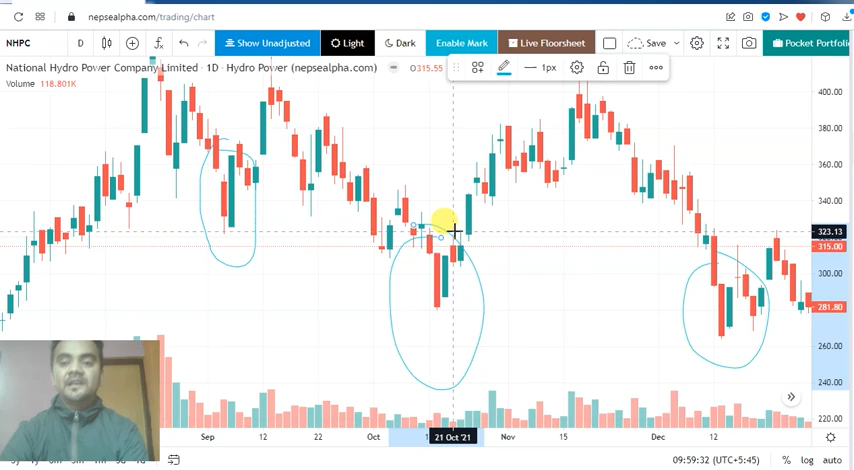 nepsealpha.com/trading/chart
NHPC D Show Unadjusted Light Dark Enable Mark Live Floorsheet Save Pocket Portfolio
National Hydro Power Company Limited · 1D · Hydro Power (nepsealpha.com) O315.55 1px
Volume 118.801K
400.00
380.00
360.00
340.00
323.13
315.00
300.00
281.80
260.00
240.00
220.00
Sep 12 22 Oct 21 Oct '21 Nov 15 Dec 12
09:59:32 (UTC+5:45) % log auto